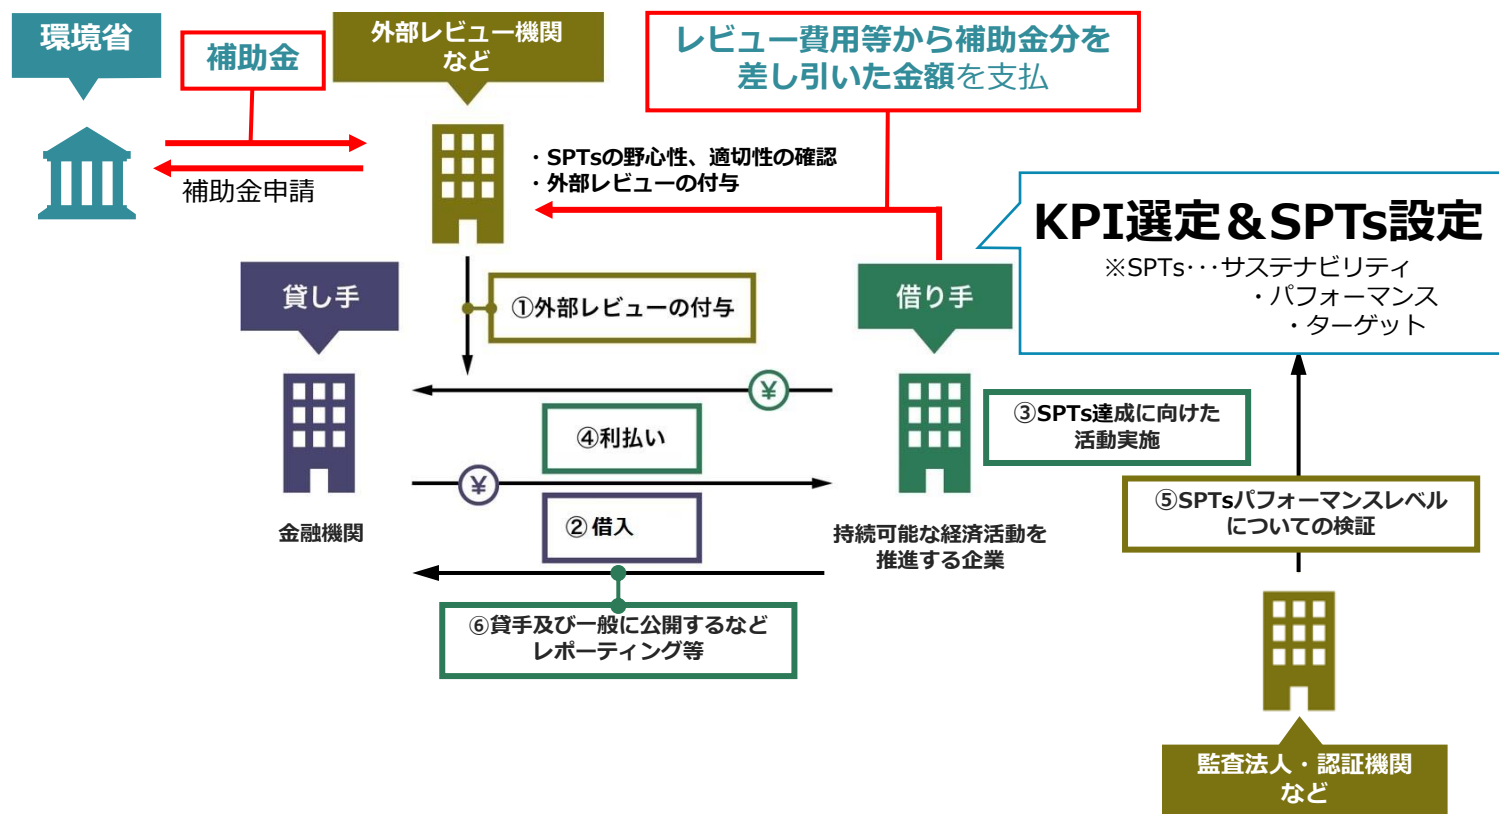 環境省
補助金
外部レビュー機関
など
レビュー費用等から補助金分を
差し引いた金額を支払
補助金申請
・SPTsの野心性、適切性の確認
・外部レビューの付与
KPI選定＆SPTs設定
※SPTs･･･サステナビリティ
・パフォーマンス
・ターゲット
貸し手
①外部レビューの付与
借り手
¥
④利払い
③SPTs達成に向けた
活動実施
¥
②借入
金融機関
持続可能な経済活動を
推進する企業
⑤SPTsパフォーマンスレベル
についての検証
⑥貸手及び一般に公開するなど
レポーティング等
監査法人・認証機関
など